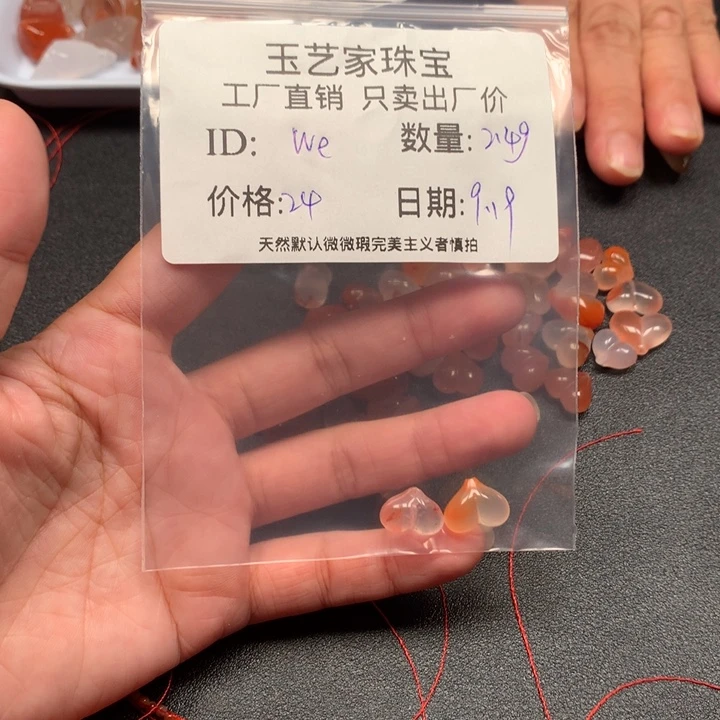 玉艺家珠宝
工厂直销 只卖出厂价
ID: We 数量: 2.49
价格: 24 日期: 9.19
天然默认微微瑕完美主义者慎拍